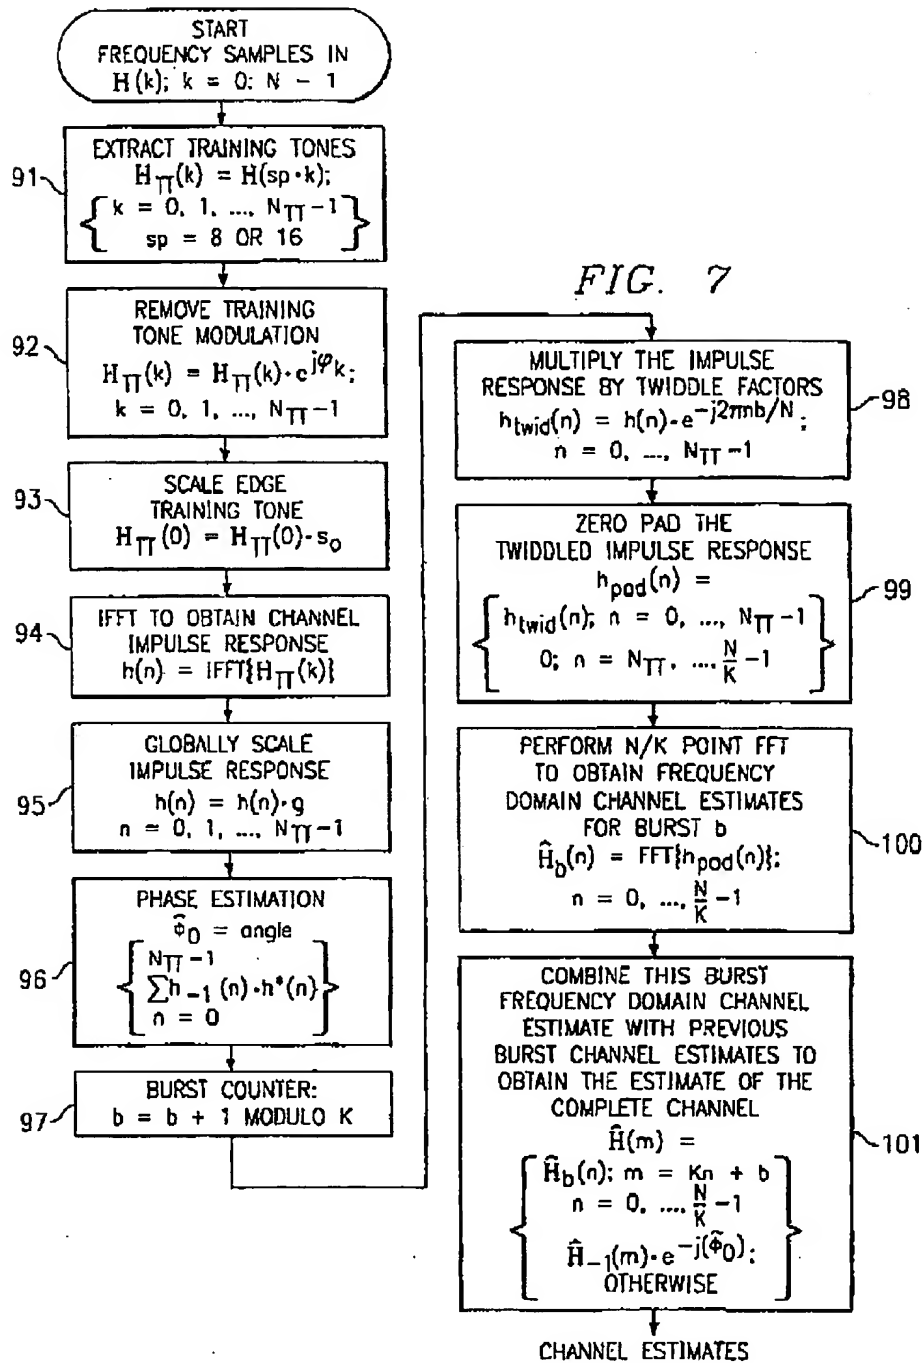 START
FREQUENCY SAMPLES IN
H(k); k = 0: N - 1
91
EXTRACT TRAINING TONES
H_TT(k) = H(sp·k);
{ k = 0, 1, ..., N_TT-1
sp = 8 OR 16 }
92
REMOVE TRAINING
TONE MODULATION
H_TT(k) = H_TT(k)·e^jφ_k;
k = 0, 1, ..., N_TT-1
93
SCALE EDGE
TRAINING TONE
H_TT(0) = H_TT(0)·s_o
94
IFFT TO OBTAIN CHANNEL
IMPULSE RESPONSE
h(n) = IFFT{H_TT(k)}
95
GLOBALLY SCALE
IMPULSE RESPONSE
h(n) = h(n)·g
n = 0, 1, ..., N_TT-1
96
PHASE ESTIMATION
Φ̃_0 = angle
{ N_TT-1
∑h_-1(n)·h*(n)
n = 0 }
97
BURST COUNTER:
b = b + 1 MODULO K
FIG. 7
MULTIPLY THE IMPULSE
RESPONSE BY TWIDDLE FACTORS
h_twid(n) = h(n)·e^-j2πnb/N;
n = 0, ..., N_TT-1
98
ZERO PAD THE
TWIDDLED IMPULSE RESPONSE
h_pad(n) =
{ h_twid(n); n = 0, ..., N_TT-1
0; n = N_TT, ..., N/K -1 }
99
PERFORM N/K POINT FFT
TO OBTAIN FREQUENCY
DOMAIN CHANNEL ESTIMATES
FOR BURST b
Ĥ_b(n) = FFT{h_pad(n)};
n = 0, ..., N/K -1
100
COMBINE THIS BURST
FREQUENCY DOMAIN CHANNEL
ESTIMATE WITH PREVIOUS
BURST CHANNEL ESTIMATES TO
OBTAIN THE ESTIMATE OF THE
COMPLETE CHANNEL
Ĥ(m) =
{ Ĥ_b(n); m = Kn + b
n = 0, ..., N/K -1
Ĥ_-1(m)·e^-j(Φ̃_0);
OTHERWISE }
101
CHANNEL ESTIMATES